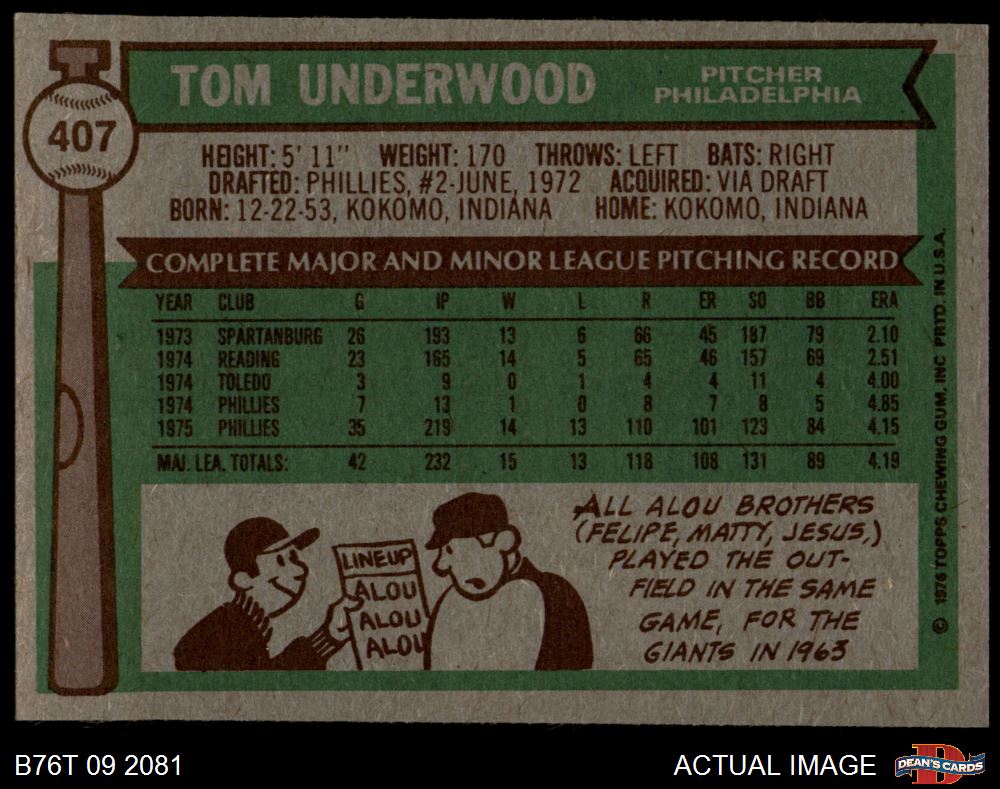 TOM UNDERWOOD
PITCHER
PHILADELPHIA
407
HEIGHT: 5' 11" WEIGHT: 170 THROWS: LEFT BATS: RIGHT
DRAFTED: PHILLIES, #2-JUNE, 1972 ACQUIRED: VIA DRAFT
BORN: 12-22-53, KOKOMO, INDIANA HOME: KOKOMO, INDIANA
COMPLETE MAJOR AND MINOR LEAGUE PITCHING RECORD
YEAR CLUB G IP W L R ER SO BB ERA
1973 SPARTANBURG 26 193 13 6 66 45 187 79 2.10
1974 READING 23 165 14 5 65 46 157 69 2.51
1974 TOLEDO 3 9 0 1 4 4 11 4 4.00
1974 PHILLIES 7 13 1 0 8 7 8 5 4.85
1975 PHILLIES 35 219 14 13 110 101 123 84 4.15
MAJ. LEA. TOTALS: 42 232 15 13 118 108 131 89 4.19
LINEUP
ALOU
ALOU
ALOU
ALL ALOU BROTHERS
(FELIPE, MATTY, JESUS,)
PLAYED THE OUT-
FIELD IN THE SAME
GAME, FOR THE
GIANTS IN 1963
© 1976 TOPPS CHEWING GUM, INC PRTD. IN U.S.A.
B76T 09 2081
ACTUAL IMAGE
DEAN'S CARDS